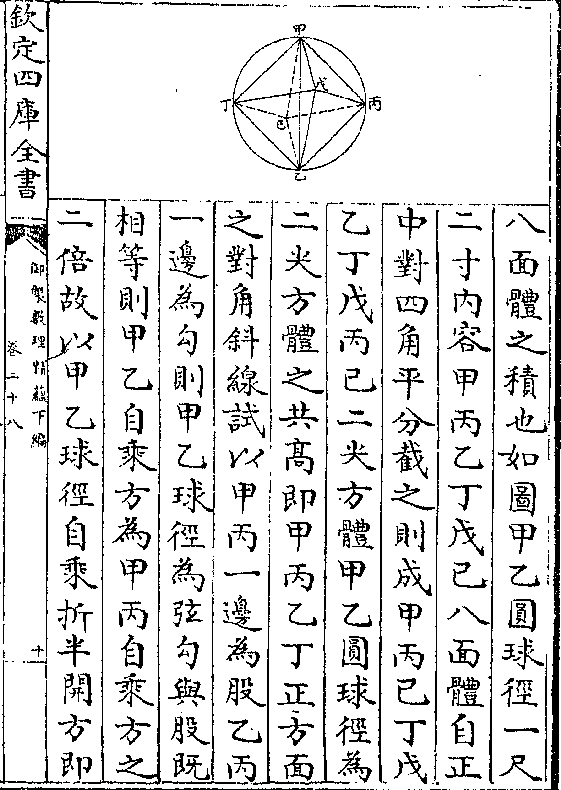 欽定四庫全書
御製數理精蘊下編
卷二十八
十
甲
丁
戊
丙
己
乙
八面體之積也如圖甲乙圓球徑一尺
二寸內容甲丙乙丁戊己八面體自正
中對四角平分截之則成甲丙己丁戊
乙丁戊丙己二尖方體甲乙圓球徑為
二尖方體之共高即甲丙乙丁正方面
之對角斜線試以甲丙一邊為股乙丙
一邊為勾則甲乙球徑為弦勾與股既
相等則甲乙自乘方為甲丙自乘方之
二倍故以甲乙球徑自乘折半開方即